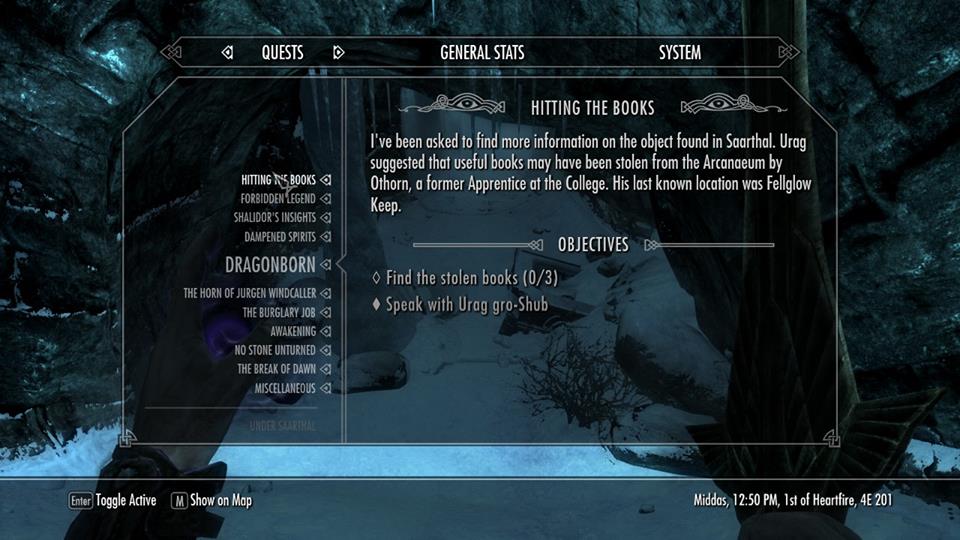 QUESTS
GENERAL STATS
SYSTEM
HITTING THE BOOKS
FORBIDDEN LEGEND
SHALIDOR'S INSIGHTS
DAMPENED SPIRITS
DRAGONBORN
THE HORN OF JURGEN WINDCALLER
THE BURGLARY JOB
AWAKENING
NO STONE UNTURNED
THE BREAK OF DAWN
MISCELLANEOUS
UNDER SAARTHAL
HITTING THE BOOKS
I've been asked to find more information on the object found in Saarthal. Urag
suggested that useful books may have been stolen from the Arcanaeum by
Othorn, a former Apprentice at the College. His last known location was Fellglow
Keep.
OBJECTIVES
Find the stolen books (0/3)
Speak with Urag gro-Shub
Enter Toggle Active M Show on Map
Middas, 12:50 PM, 1st of Heartfire, 4E 201